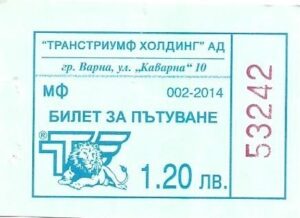 "ТРАНСТРИУМФ ХОЛДИНГ" АД
гр. Варна, ул. „Каварна" 10
МФ 002-2014
БИЛЕТ ЗА ПЪТУВАНЕ
®
1.20 лв.
53242